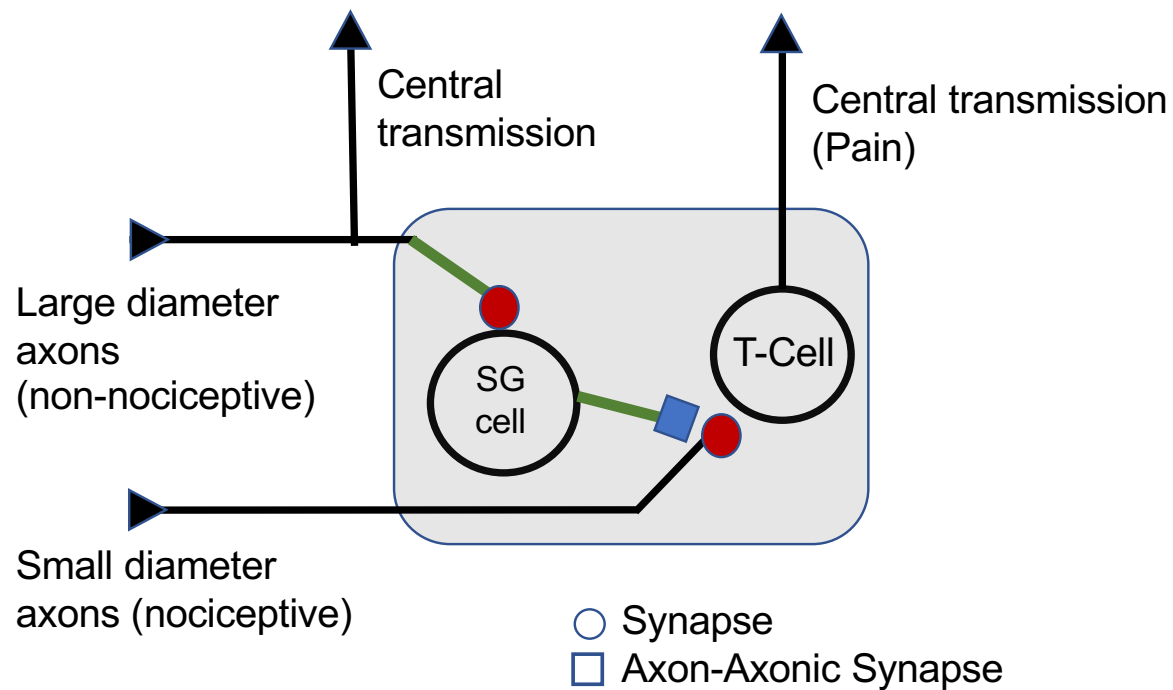 Central
transmission
Central transmission
(Pain)
Large diameter
axons
(non-nociceptive)
SG
cell
T-Cell
Small diameter
axons (nociceptive)
Synapse
Axon-Axonic Synapse